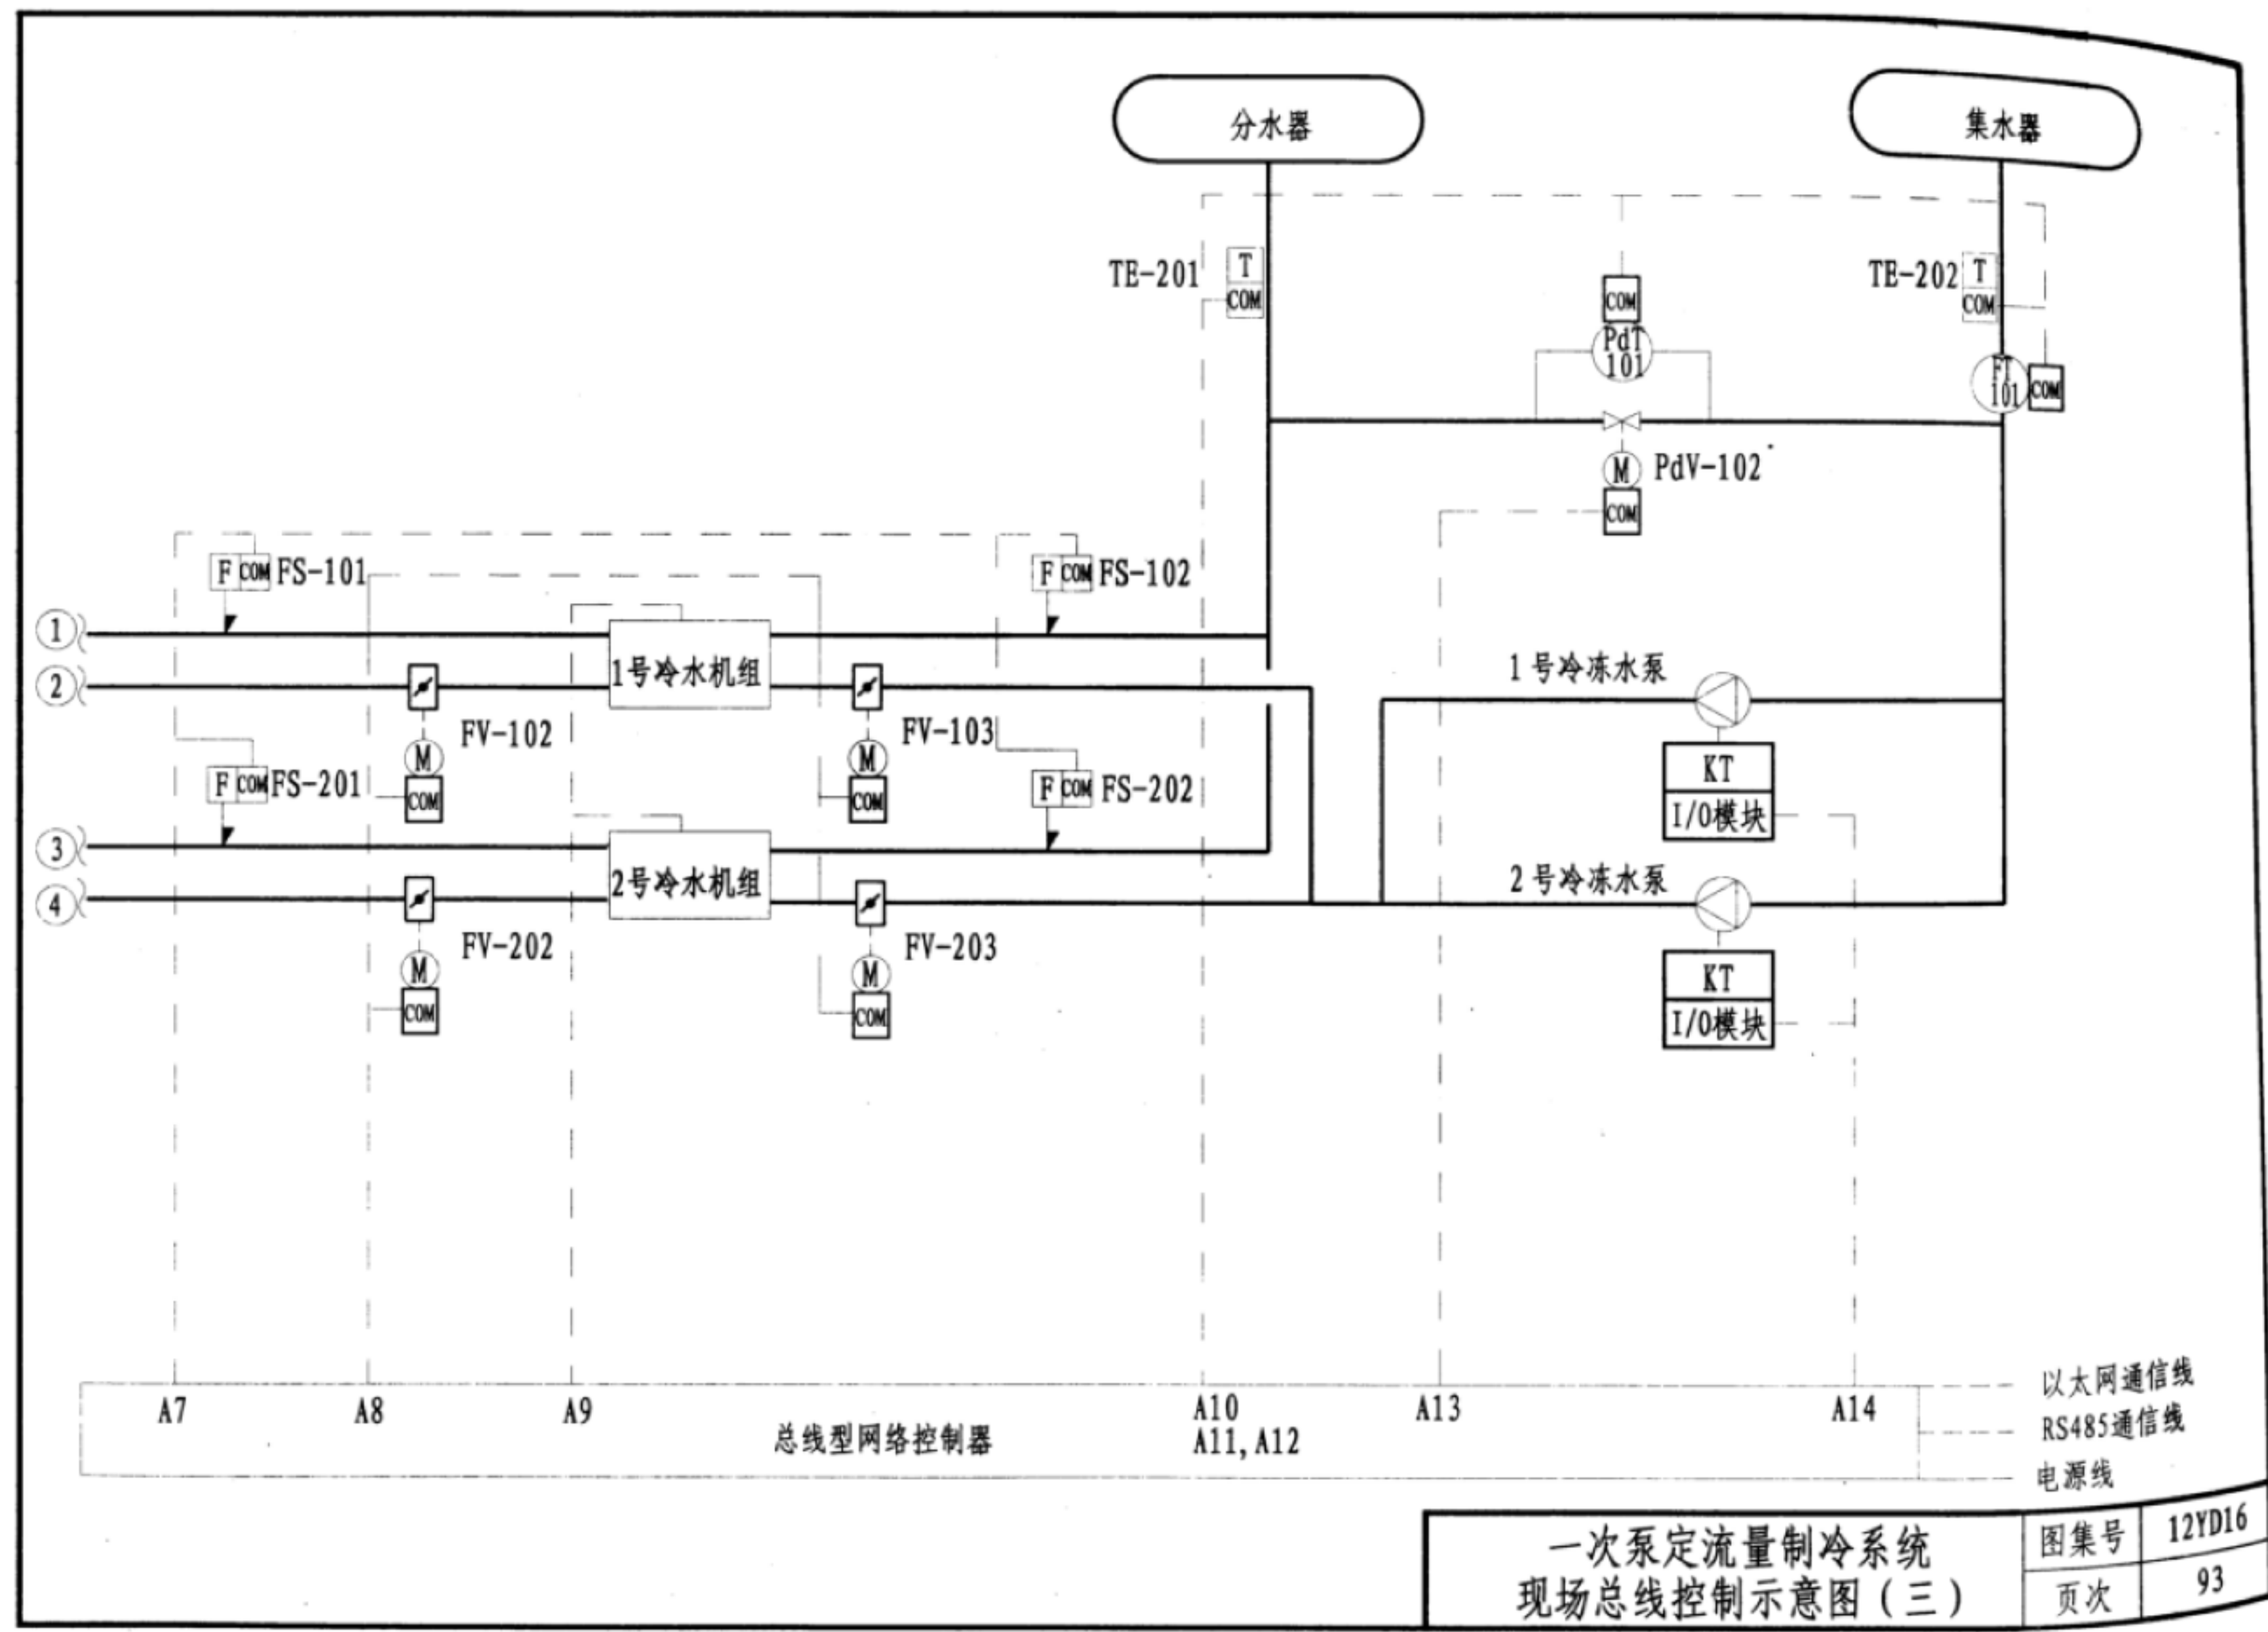 分水器
集水器
TE-201
T
COM
COM
PdT
101
TE-202
T
COM
FT
101
COM
M
PdV-102
COM
F
COM
FS-101
F
COM
FS-102
①
②
1号冷水机组
1号冷冻水泵
FV-102
M
COM
FV-103
M
COM
KT
I/O模块
F
COM
FS-201
F
COM
FS-202
③
④
2号冷水机组
2号冷冻水泵
FV-202
M
COM
FV-203
M
COM
KT
I/O模块
A7
A8
A9
总线型网络控制器
A10
A11, A12
A13
A14
以太网通信线
RS485通信线
电源线
一次泵定流量制冷系统
现场总线控制示意图(三)
图集号
12YD16
页次
93